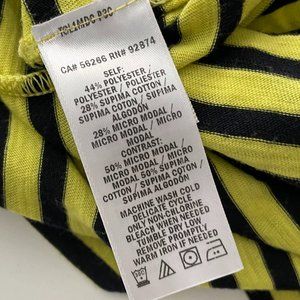 TCL4MDC P3C
CA# 56266 RN# 92874
SELF:
44% POLYESTER
POLYESTER / POLIESTER
28% SUPIMA COTTON /
SUPIMA COTTON / SUPIMA
ALGODÓN
28% MICRO MODAL
MICRO MODAL / MICRO
MODAL
CONTRAST:
50% MICRO MODAL
MICRO MODAL / MICRO
MODAL 50% SUPIMA
COTTON / SUPIMA
COTTON / SUPIMA
ALGODÓN
MACHINE WASH COLD
DELICATE CYCLE
ONLY NON-CHLORINE
BLEACH WHEN NEEDED
TUMBLE DRY LOW
REMOVE PROMPTLY
WARM IRON IF NEEDED